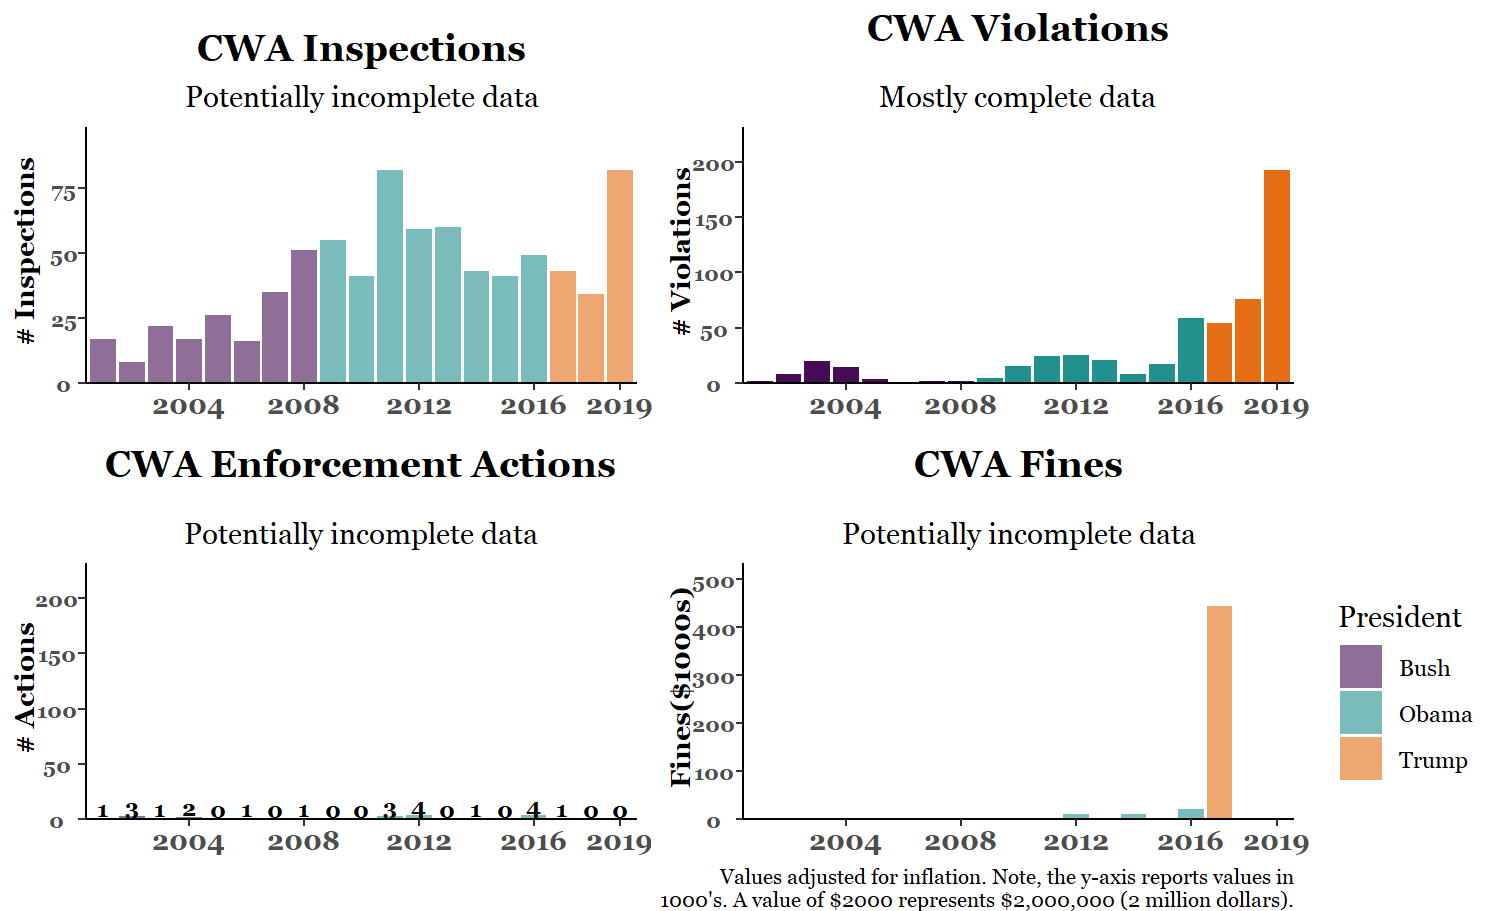 CWA Inspections
Potentially incomplete data
# Inspections
75
50
25
0
2004 2008 2012 2016 2019
CWA Violations
Mostly complete data
# Violations
200
150
100
50
0
2004 2008 2012 2016 2019
CWA Enforcement Actions
Potentially incomplete data
# Actions
200
150
100
50
0
1 3 1 2 0 1 0 1 0 0 3 4 0 1 0 4 1 0 0
2004 2008 2012 2016 2019
CWA Fines
Potentially incomplete data
Fines($1000s)
500
400
300
200
100
0
2004 2008 2012 2016 2019
President
Bush
Obama
Trump
Values adjusted for inflation. Note, the y-axis reports values in
1000's. A value of $2000 represents $2,000,000 (2 million dollars).